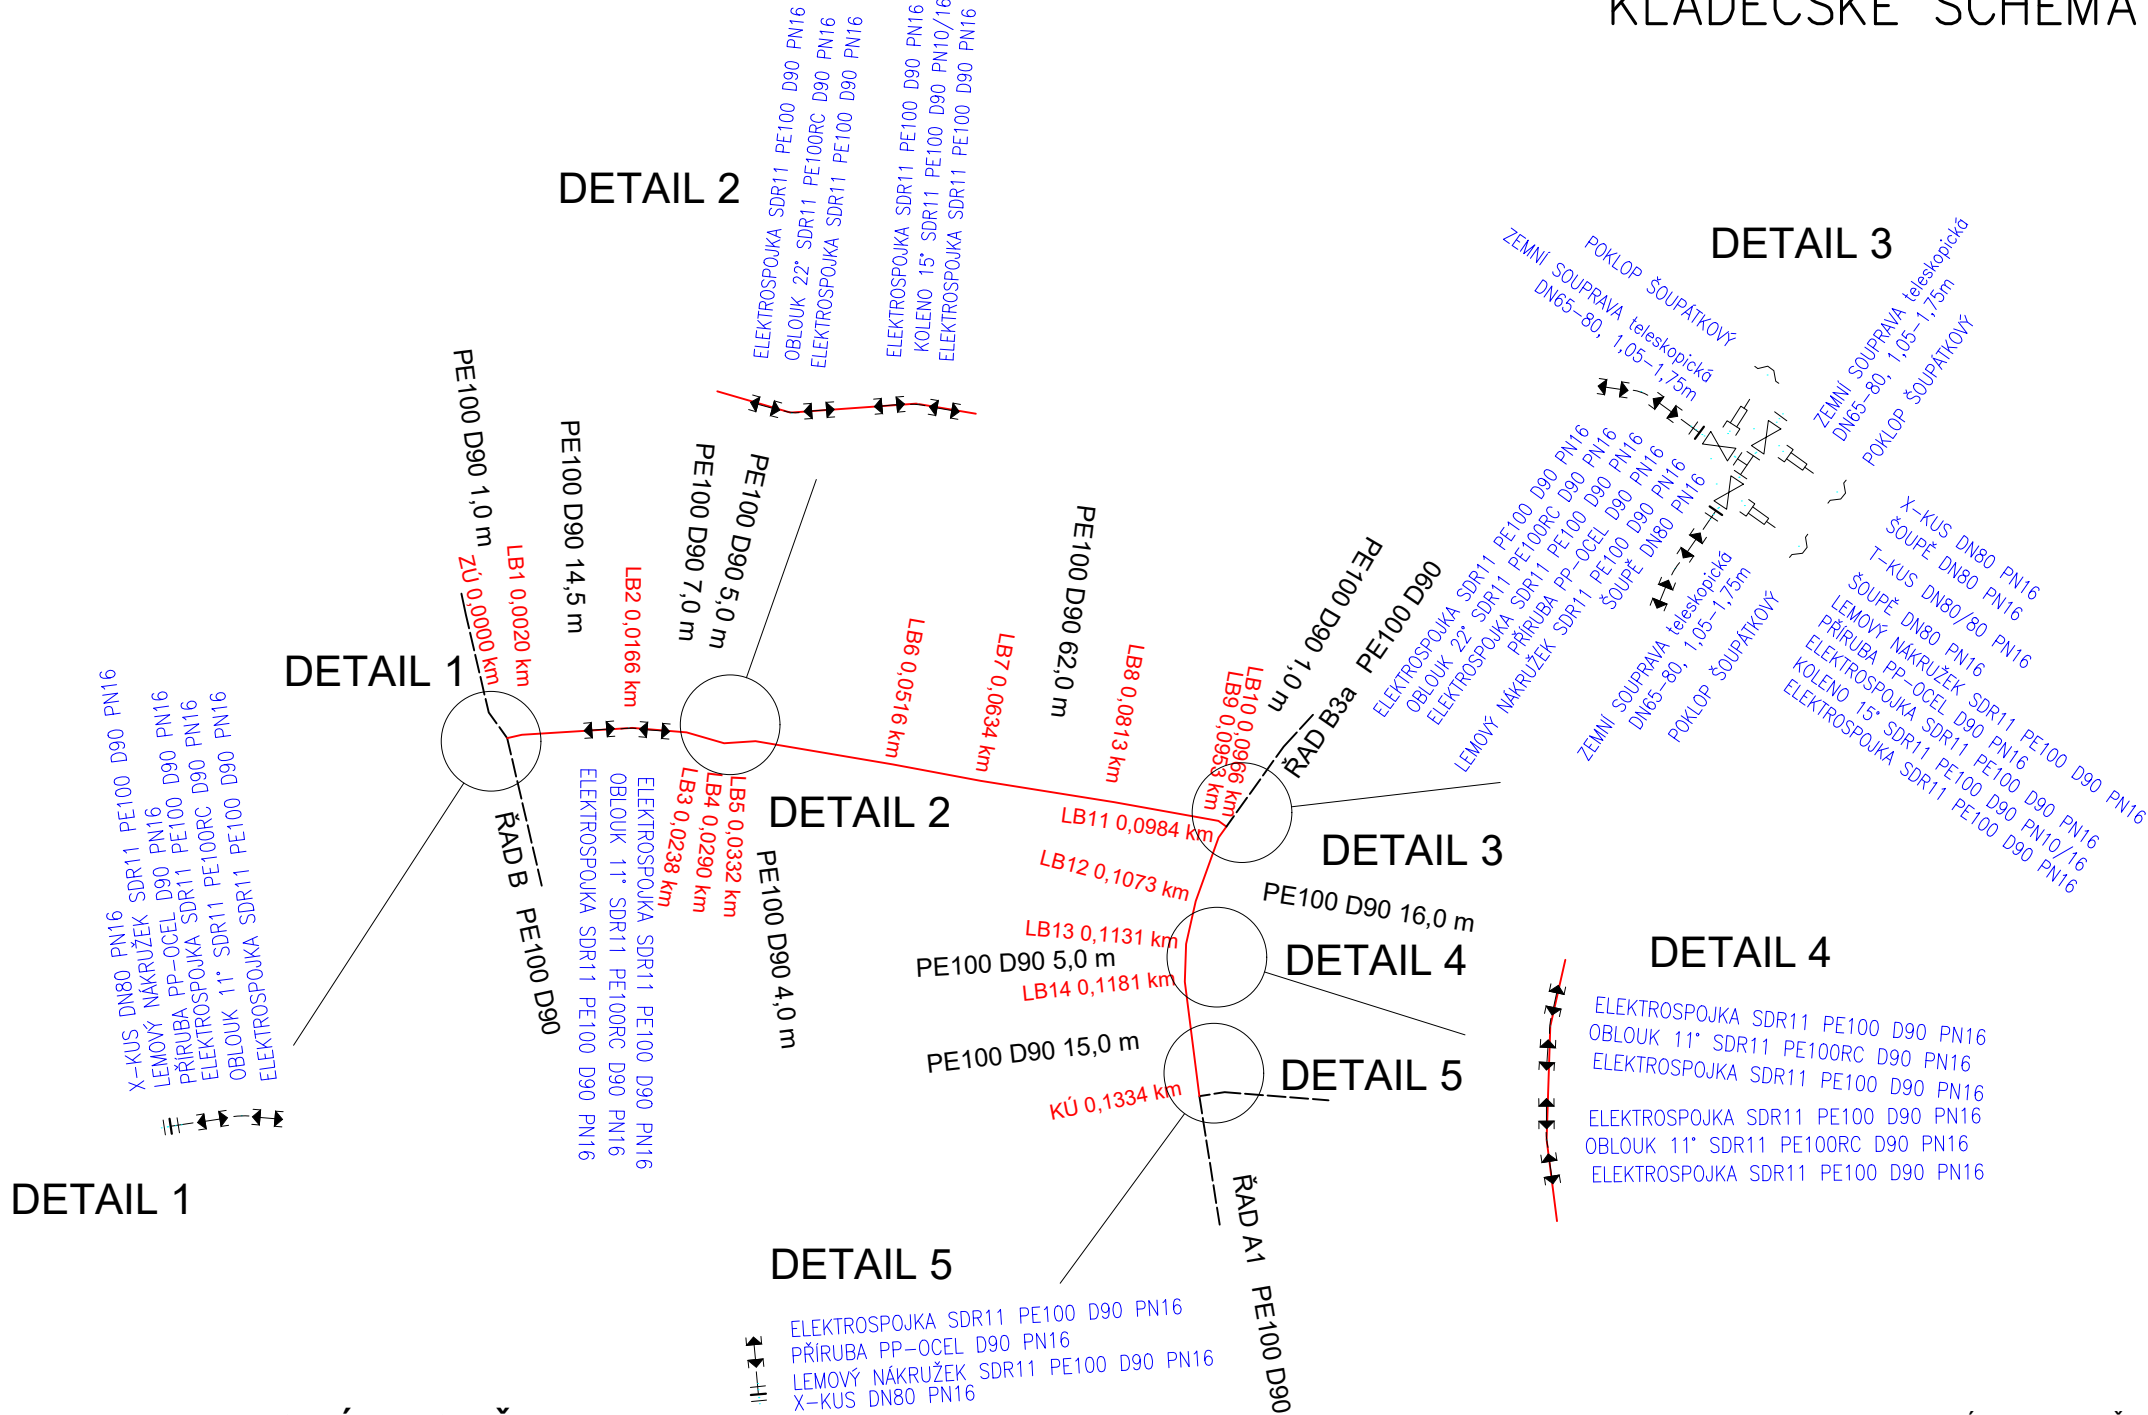 KLADEČSKÉ SCHÉMA
DETAIL 2
ELEKTROSPOJKA SDR11 PE100 D90 PN16
OBLOUK 22° SDR11 PE100RC D90 PN16
ELEKTROSPOJKA SDR11 PE100 D90 PN16
ELEKTROSPOJKA SDR11 PE100 D90 PN16
KOLENO 15° SDR11 PE100 D90 PN10/16
ELEKTROSPOJKA SDR11 PE100 D90 PN16
DETAIL 3
POKLOP ŠOUPÁTKOVÝ
ZEMNÍ SOUPRAVA teleskopická
DN65-80, 1,05-1,75m
ZEMNÍ SOUPRAVA teleskopická
DN65-80, 1,05-1,75m
POKLOP ŠOUPÁTKOVÝ
ELEKTROSPOJKA SDR11 PE100 D90 PN16
OBLOUK 22° SDR11 PE100RC D90 PN16
ELEKTROSPOJKA SDR11 PE100 D90 PN16
PŘÍRUBA PP-OCEL D90 PN16
LEMOVÝ NÁKRUŽEK SDR11 PE100 D90 PN16
ŠOUPĚ DN80 PN16
ZEMNÍ SOUPRAVA teleskopická
DN65-80, 1,05-1,75m
POKLOP ŠOUPÁTKOVÝ
X-KUS DN80 PN16
ŠOUPĚ DN80 PN16
T-KUS DN80/80 PN16
ŠOUPĚ DN80 PN16
LEMOVÝ NÁKRUŽEK SDR11 PE100 D90 PN16
PŘÍRUBA PP-OCEL D90 PN16
ELEKTROSPOJKA SDR11 PE100 D90 PN16
KOLENO 15° SDR11 PE100 D90 PN10/16
ELEKTROSPOJKA SDR11 PE100 D90 PN16
PE100 D90 1,0 m
ZÚ 0,0000 km
LB1 0,0020 km
PE100 D90 14,5 m
LB2 0,0166 km
PE100 D90 7,0 m
PE100 D90 5,0 m
LB6 0,0516 km
LB7 0,0634 km
PE100 D90 62,0 m
LB8 0,0813 km
LB9 0,0953 km
LB10 0,0966 km
PE100 D90 1,0 m
ŘAD B3a PE100 D90
DETAIL 1
DETAIL 2
LB3 0,0238 km
LB4 0,0290 km
LB5 0,0332 km
PE100 D90 4,0 m
ŘAD B PE100 D90
ELEKTROSPOJKA SDR11 PE100 D90 PN16
OBLOUK 11° SDR11 PE100RC D90 PN16
ELEKTROSPOJKA SDR11 PE100 D90 PN16
LB11 0,0984 km
DETAIL 3
LB12 0,1073 km
PE100 D90 16,0 m
LB13 0,1131 km
PE100 D90 5,0 m
DETAIL 4
LB14 0,1181 km
PE100 D90 15,0 m
DETAIL 5
KÚ 0,1334 km
ŘAD A1 PE100 D90
X-KUS DN80 PN16
LEMOVÝ NÁKRUŽEK SDR11 PE100 D90 PN16
PŘÍRUBA PP-OCEL D90 PN16
ELEKTROSPOJKA SDR11 PE100 D90 PN16
OBLOUK 11° SDR11 PE100RC D90 PN16
ELEKTROSPOJKA SDR11 PE100 D90 PN16
DETAIL 1
DETAIL 4
ELEKTROSPOJKA SDR11 PE100 D90 PN16
OBLOUK 11° SDR11 PE100RC D90 PN16
ELEKTROSPOJKA SDR11 PE100 D90 PN16
ELEKTROSPOJKA SDR11 PE100 D90 PN16
OBLOUK 11° SDR11 PE100RC D90 PN16
ELEKTROSPOJKA SDR11 PE100 D90 PN16
DETAIL 5
ELEKTROSPOJKA SDR11 PE100 D90 PN16
PŘÍRUBA PP-OCEL D90 PN16
LEMOVÝ NÁKRUŽEK SDR11 PE100 D90 PN16
X-KUS DN80 PN16